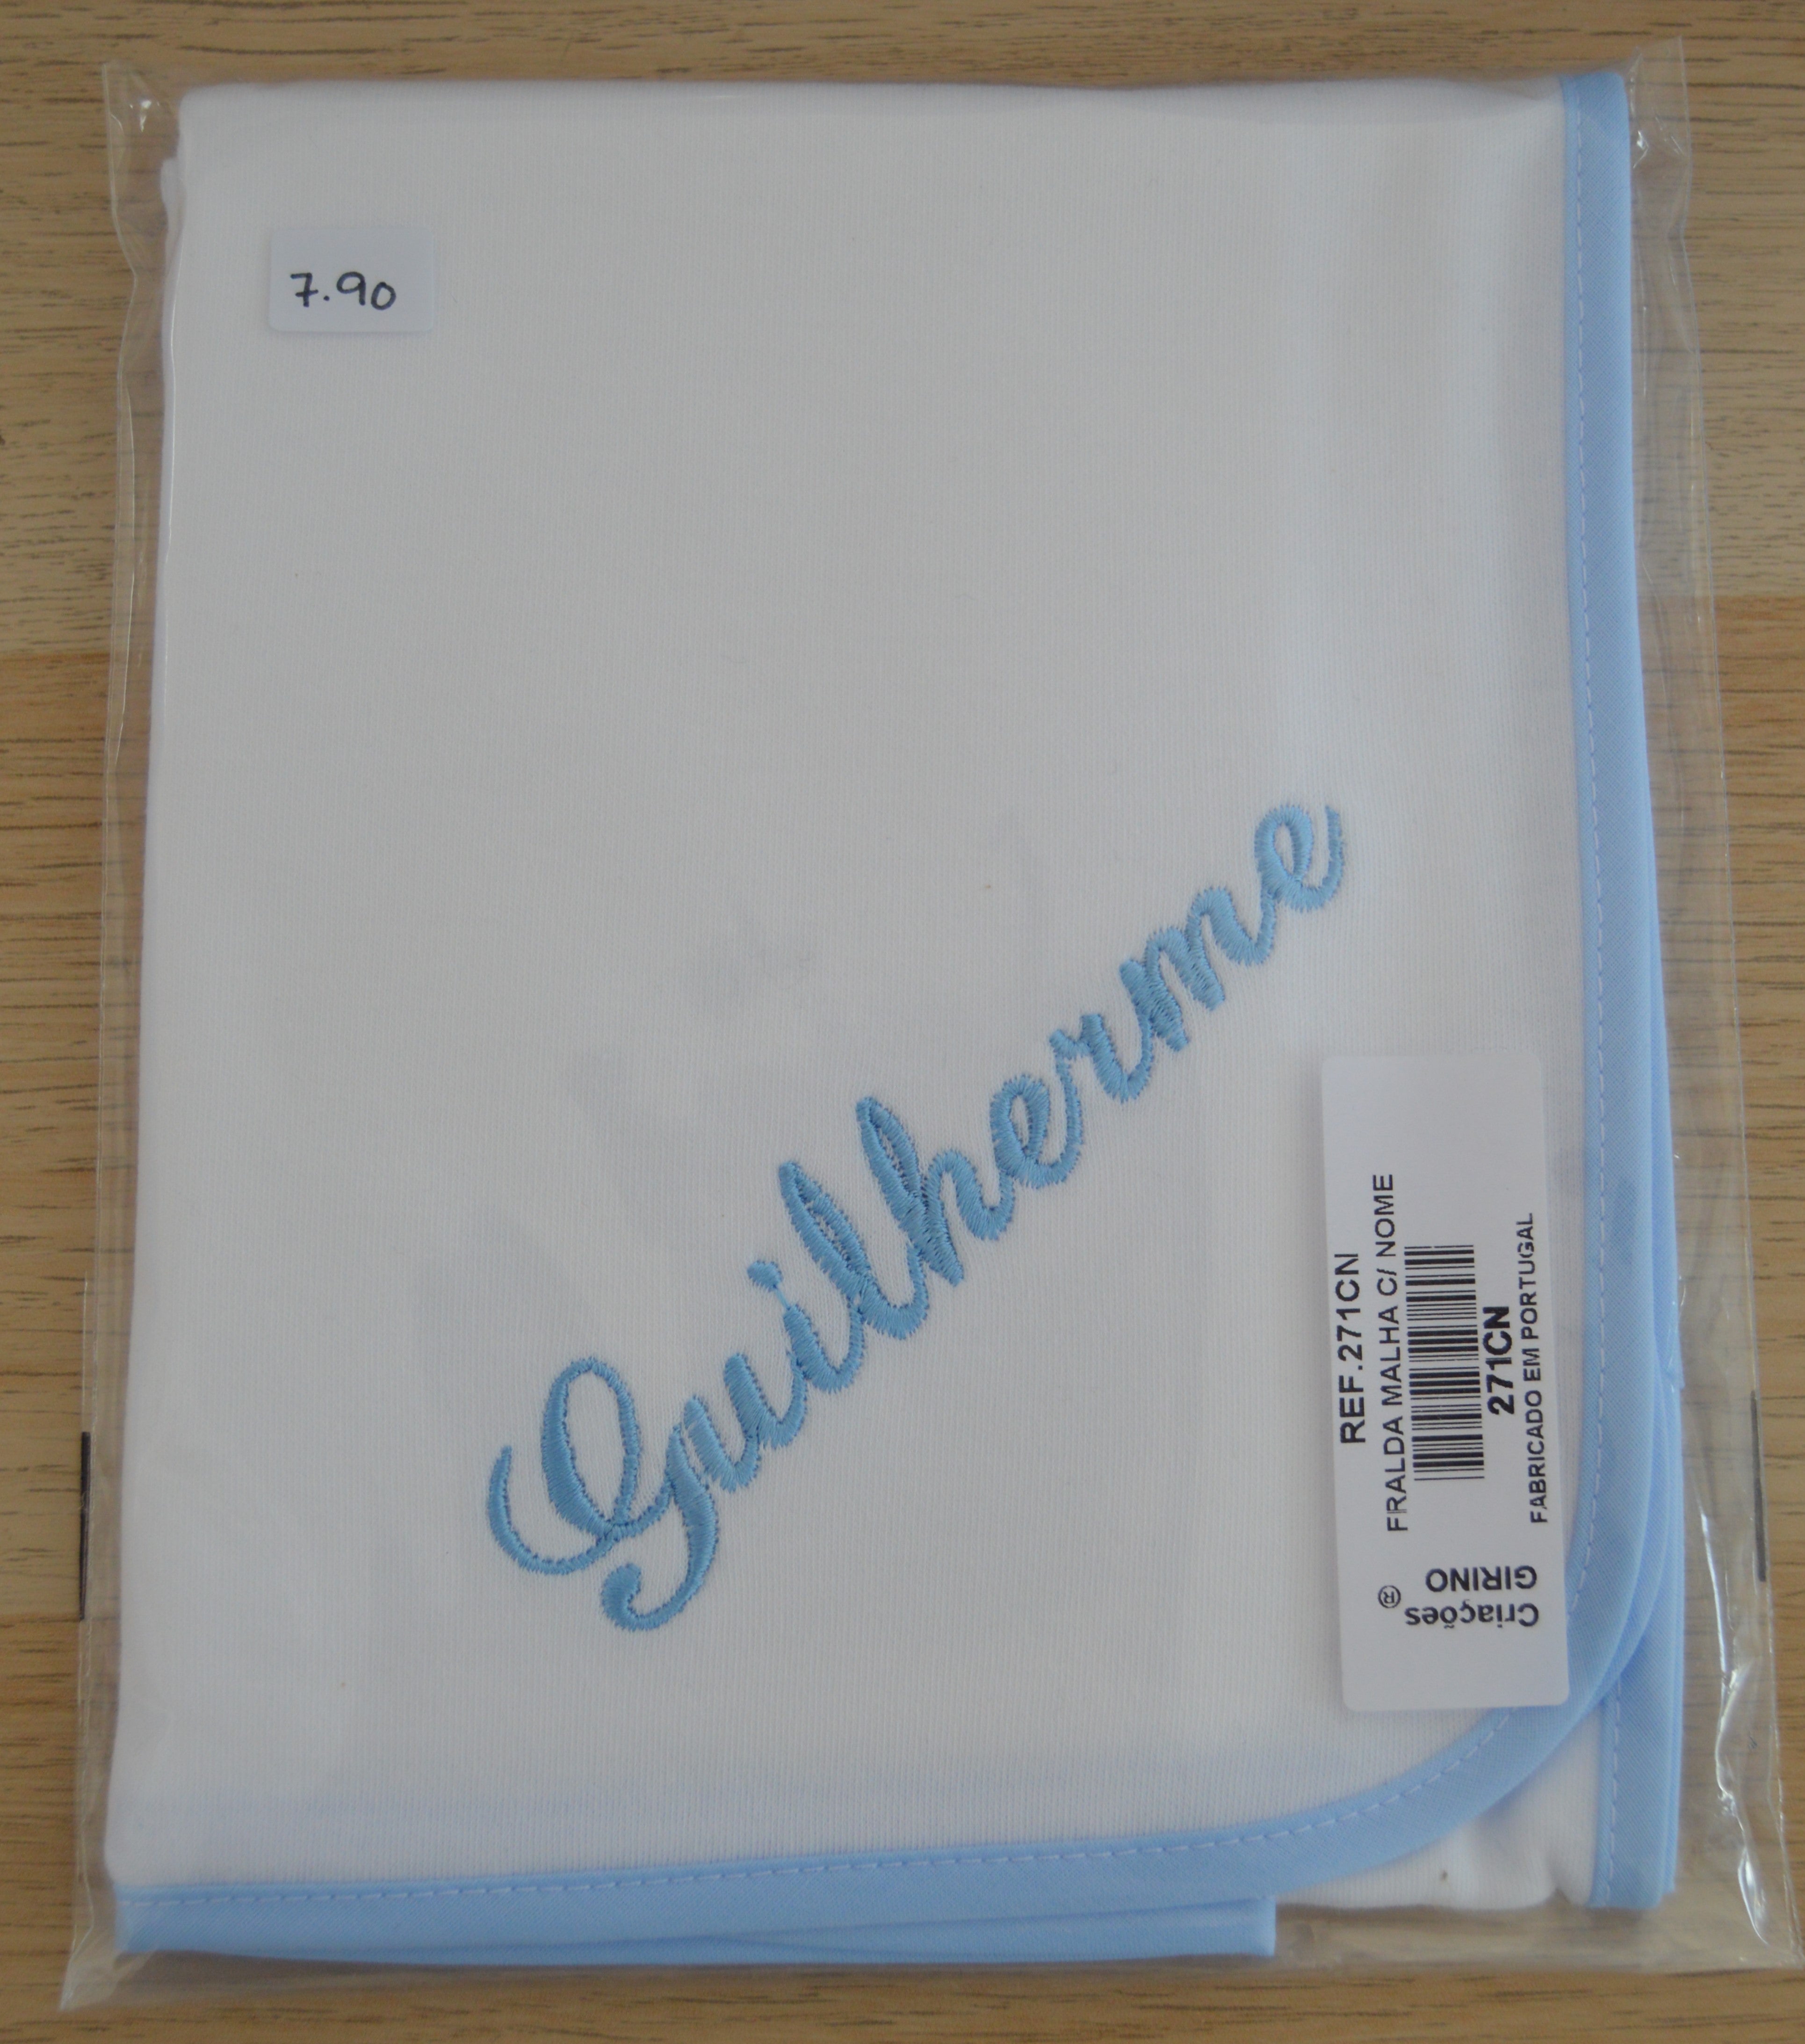 7.90
Guilherme
REF.271CN
FRALDA MALHA C/ NOME
271CN
FABRICADO EM PORTUGAL
Criações
GIRINO ®